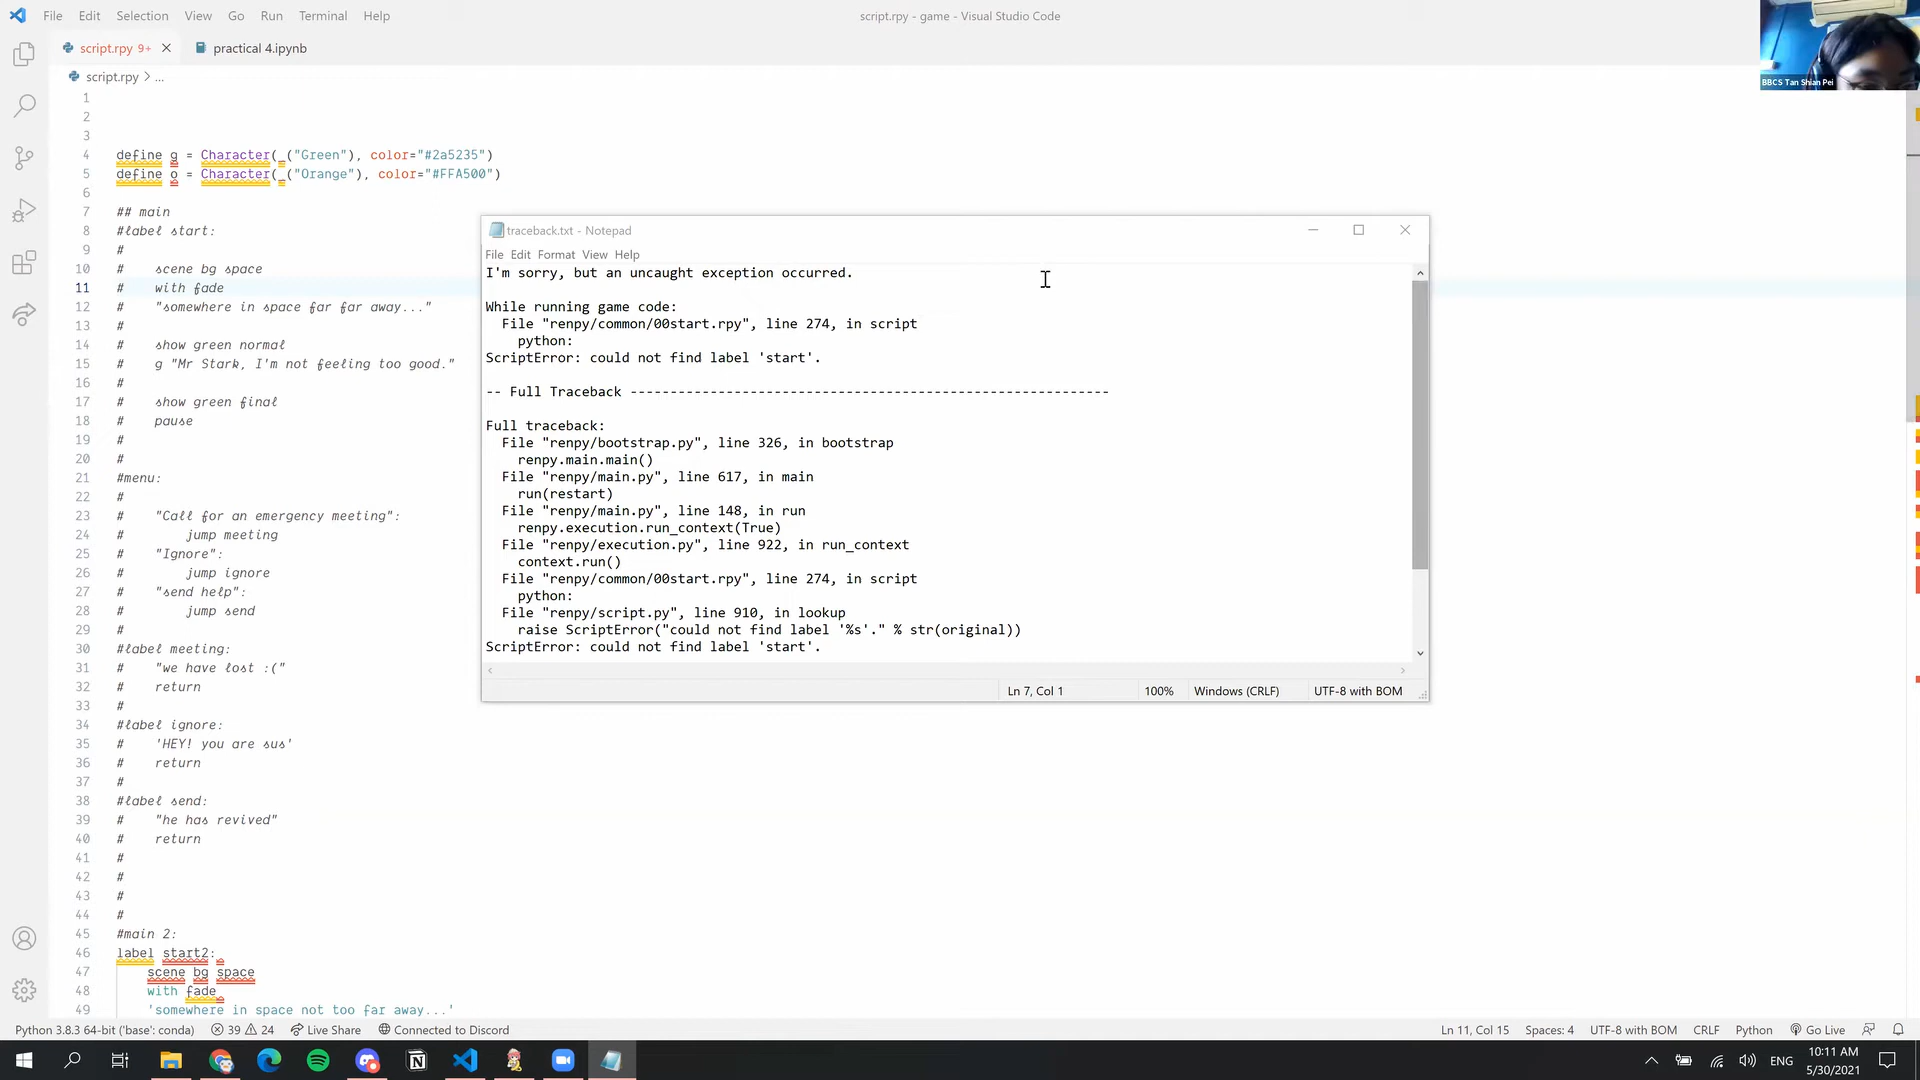 File Edit Selection View Go Run Terminal Help
script.rpy - game - Visual Studio Code
script.rpy 9+
practical 4.ipynb
script.rpy > ...
BBCS Tan Shian Pei
1
2
3
4 define g = Character(_("Green"), color="#2a5235")
5 define o = Character(_("Orange"), color="#FFA500")
6
7 ## main
8 #label start:
9 #
10 # scene bg space
11 # with fade
12 # "somewhere in space far far away..."
13 #
14 # show green normal
15 # g "Mr Stark, I'm not feeling too good."
16 #
17 # show green final
18 # pause
19 #
20 #
21 #menu:
22 #
23 # "Call for an emergency meeting":
24 # jump meeting
25 # "Ignore":
26 # jump ignore
27 # "send help":
28 # jump send
29 #
30 #label meeting:
31 # "we have lost :("
32 # return
33 #
34 #label ignore:
35 # 'HEY! you are sus'
36 # return
37 #
38 #label send:
39 # "he has revived"
40 # return
41 #
42 #
43 #
44 #
45 #main 2:
46 label start2:
47 scene bg space
48 with fade
49 'somewhere in space not too far away...'
traceback.txt - Notepad
File Edit Format View Help
I'm sorry, but an uncaught exception occurred.
While running game code:
File "renpy/common/00start.rpy", line 274, in script
python:
ScriptError: could not find label 'start'.
-- Full Traceback ------------------------------------------------------------
Full traceback:
File "renpy/bootstrap.py", line 326, in bootstrap
renpy.main.main()
File "renpy/main.py", line 617, in main
run(restart)
File "renpy/main.py", line 148, in run
renpy.execution.run_context(True)
File "renpy/execution.py", line 922, in run_context
context.run()
File "renpy/common/00start.rpy", line 274, in script
python:
File "renpy/script.py", line 910, in lookup
raise ScriptError("could not find label '%s'." % str(original))
ScriptError: could not find label 'start'.
Ln 7, Col 1 100% Windows (CRLF) UTF-8 with BOM
Python 3.8.3 64-bit ('base': conda) 39 24 Live Share Connected to Discord
Ln 11, Col 15 Spaces: 4 UTF-8 with BOM CRLF Python Go Live
ENG
10:11 AM
5/30/2021